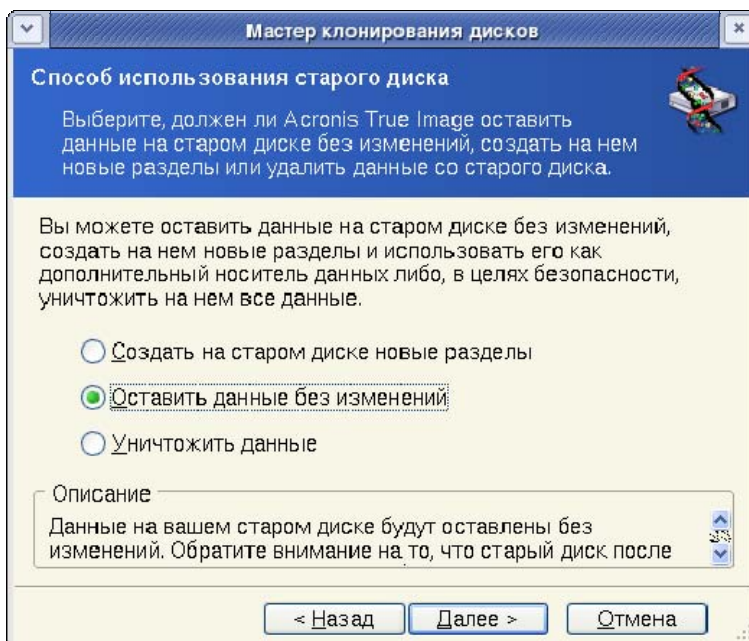 Мастер клонирования дисков
Способ использования старого диска
Выберите, должен ли Acronis True Image оставить
данные на старом диске без изменений, создать на нем
новые разделы или удалить данные со старого диска.
Вы можете оставить данные на старом диске без изменений,
создать на нем новые разделы и использовать его как
дополнительный носитель данных либо, в целях безопасности,
уничтожить на нем все данные.
Создать на старом диске новые разделы
Оставить данные без изменений
Уничтожить данные
Описание
Данные на вашем старом диске будут оставлены без
изменений. Обратите внимание на то, что старый диск после
< Назад
Далее >
Отмена